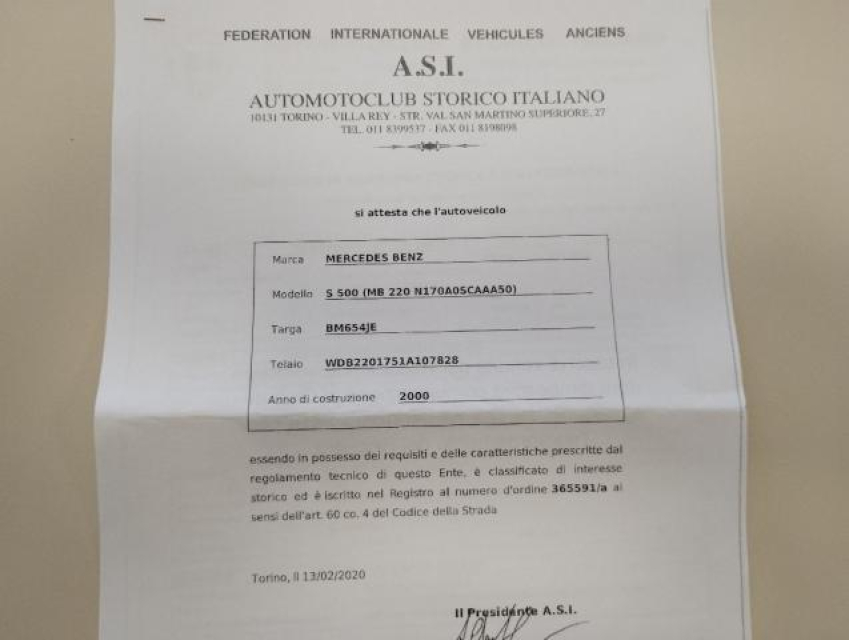 FEDERATION INTERNATIONALE VEHICULES ANCIENS
A.S.I.
AUTOMOTOCLUB STORICO ITALIANO
10131 TORINO - VILLA REY - STR. VAL SAN MARTINO SUPERIORE, 27
TEL. 011 8399537 - FAX 011 8198098
si attesta che l'autoveicolo
Marca MERCEDES BENZ
Modello S 500 (MB 220 N170A05CAAA50)
Targa BM654JE
Telaio WDB2201751A107828
Anno di costruzione 2000
essendo in possesso dei requisiti e delle caratteristiche prescritte dal
regolamento tecnico di questo Ente, è classificato di interesse
storico ed è iscritto nel Registro al numero d'ordine 365591/a ai
sensi dell'art. 60 co. 4 del Codice della Strada
Torino, lì 13/02/2020
Il Presidente A.S.I.